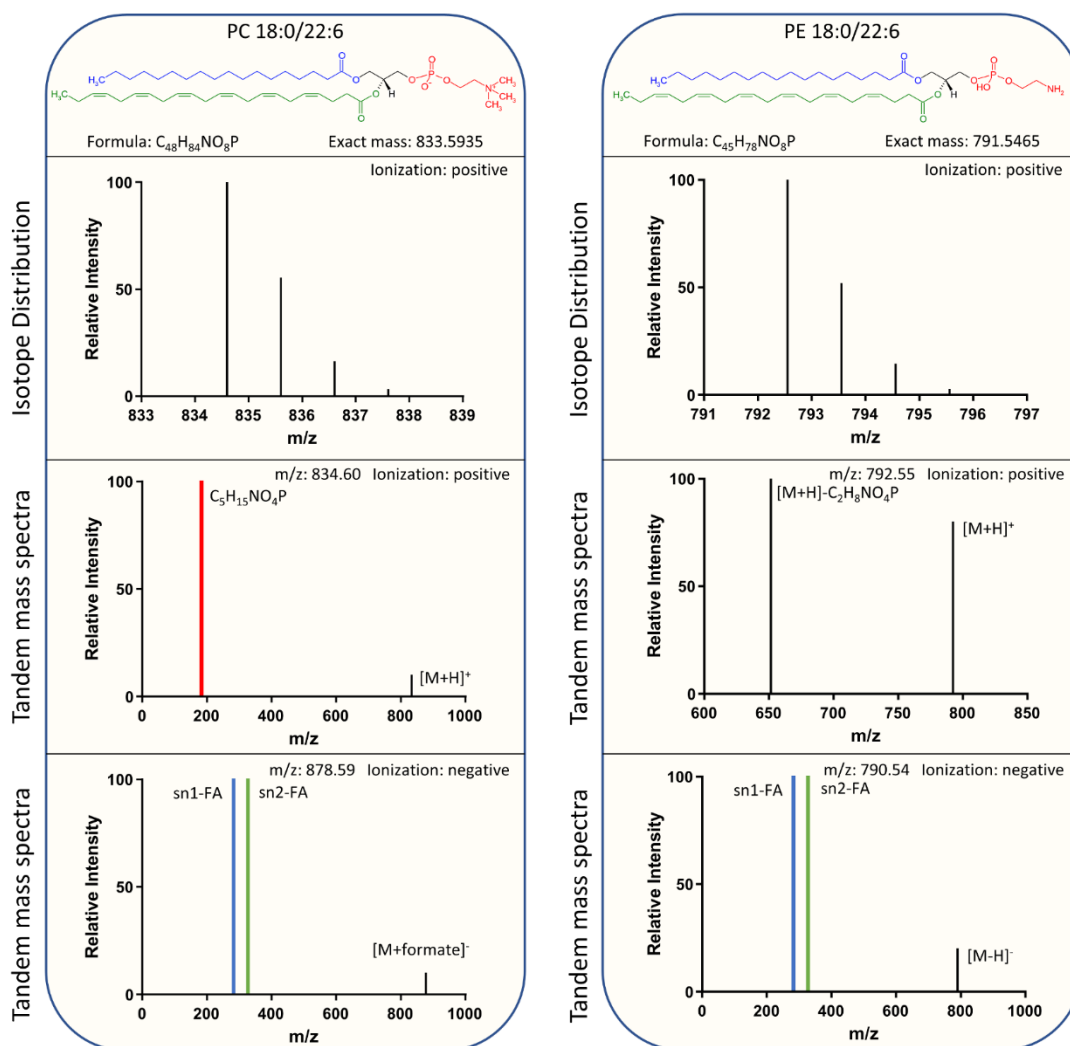 PC 18:0/22:6
H₃C
O
O
O
O
P
O
O⁻
N⁺
CH₃
CH₃
CH₃
H₃C
O
H
O
Formula: C₄₈H₈₄NO₈P Exact mass: 833.5935
Isotope Distribution
Ionization: positive
Relative Intensity
100
50
0
833 834 835 836 837 838 839
m/z
Tandem mass spectra
m/z: 834.60 Ionization: positive
C₅H₁₅NO₄P
[M+H]⁺
Relative Intensity
100
50
0
0 200 400 600 800 1000
m/z
Tandem mass spectra
m/z: 878.59 Ionization: negative
sn1-FA sn2-FA
[M+formate]⁻
Relative Intensity
100
50
0
0 200 400 600 800 1000
m/z
PE 18:0/22:6
H₃C
O
O
O
O
P
HO
O
NH₂
H₃C
O
H
O
Formula: C₄₅H₇₈NO₈P Exact mass: 791.5465
Isotope Distribution
Ionization: positive
Relative Intensity
100
50
0
791 792 793 794 795 796 797
m/z
Tandem mass spectra
m/z: 792.55 Ionization: positive
[M+H]-C₂H₈NO₄P
[M+H]⁺
Relative Intensity
100
50
0
600 650 700 750 800 850
m/z
Tandem mass spectra
m/z: 790.54 Ionization: negative
sn1-FA sn2-FA
[M-H]⁻
Relative Intensity
100
50
0
0 200 400 600 800 1000
m/z